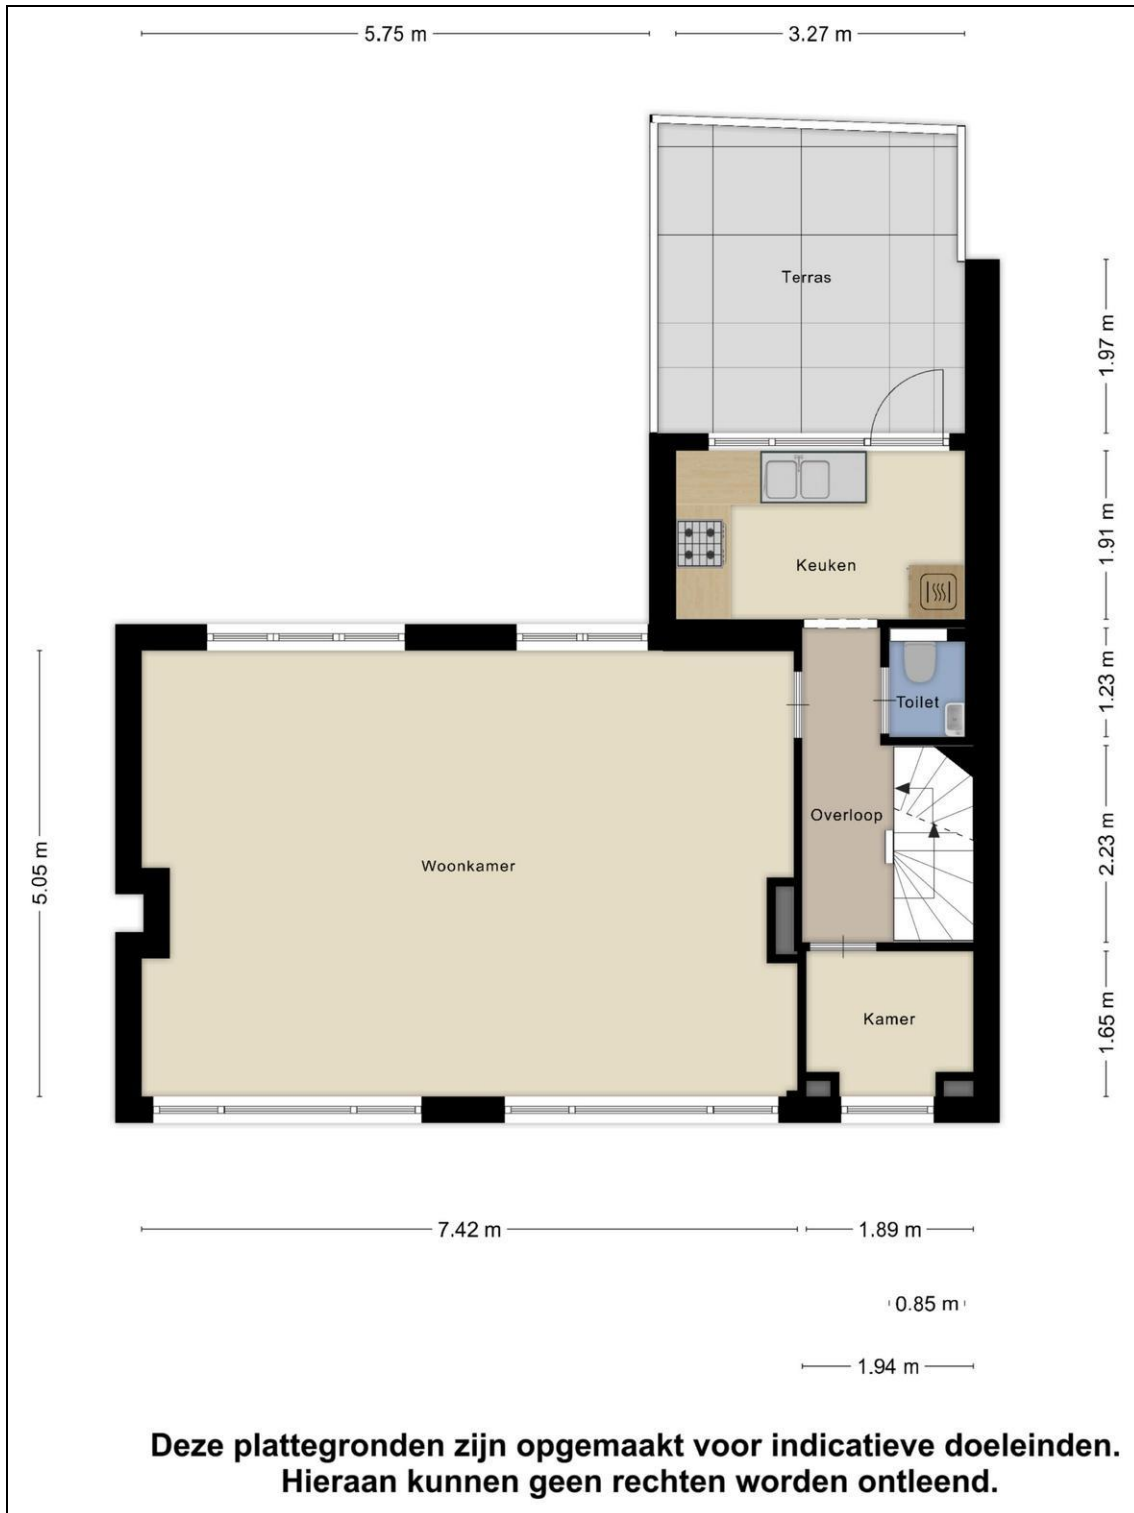 5.75 m
3.27 m
Terras
1.97 m
1.91 m
Keuken
1.23 m
Toilet
Overloop
2.23 m
5.05 m
Woonkamer
Kamer
1.65 m
7.42 m
1.89 m
0.85 m
1.94 m
Deze plattegronden zijn opgemaakt voor indicatieve doeleinden.
Hieraan kunnen geen rechten worden ontleend.